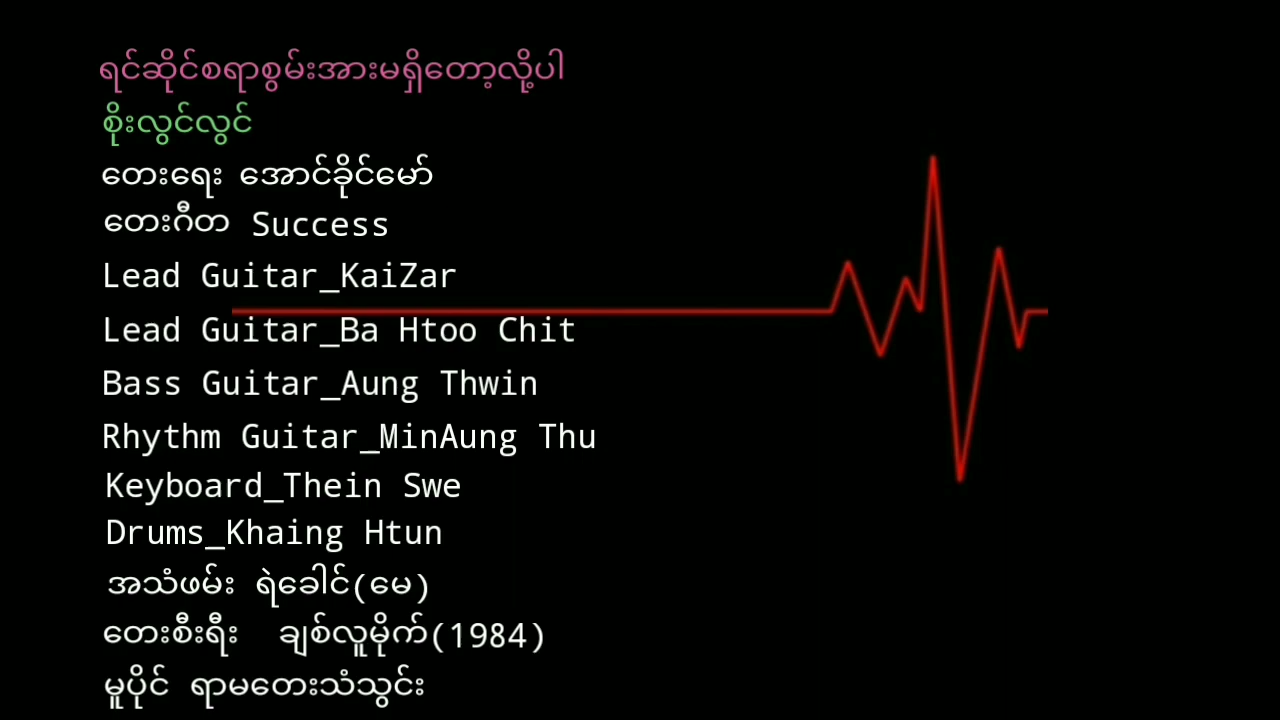 ရင်ဆိုင်စရာစွမ်းအားမရှိတော့လို့ပါ
စိုးလွင်လွင်
တေးရေး အောင်ခိုင်မော်
တေးဂီတ Success
Lead Guitar_KaiZar
Lead Guitar_Ba Htoo Chit
Bass Guitar_Aung Thwin
Rhythm Guitar_MinAung Thu
Keyboard_Thein Swe
Drums_Khaing Htun
အသံဖမ်း ရဲခေါင်(မေ)
တေးစီးရီး ချစ်လူမိုက်(1984)
မူပိုင် ရာမတေးသံသွင်း